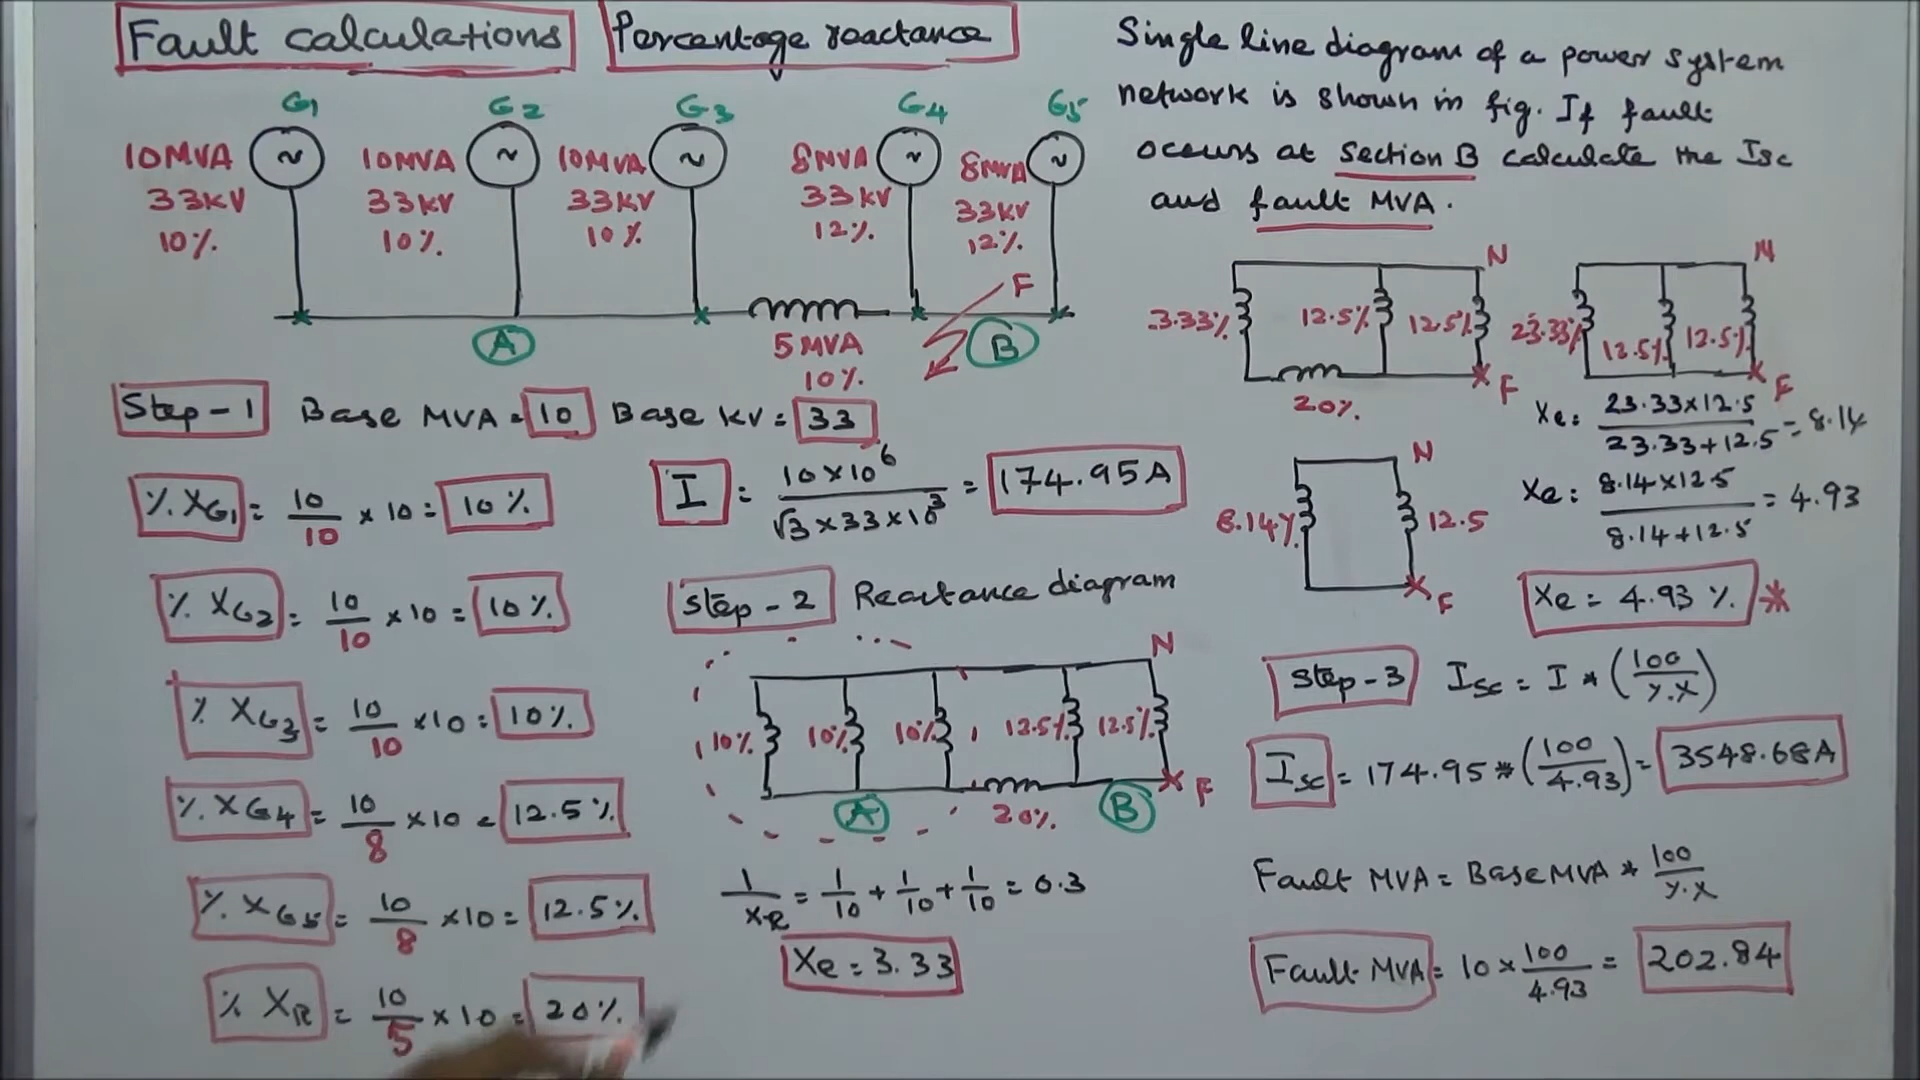 Fault calculations Percentage reactance
Single line diagram of a power system
network is shown in fig. If fault
occurs at section B calculate the Isc
and fault MVA.
G1 G2 G3 G4 G5
10MVA 10MVA 10MVA 8MVA 8MVA
33KV 33KV 33KV 33KV 33KV
10% 10% 10% 12% 12%
F
A B
5 MVA
10%
Step-1 Base MVA = 10 Base KV = 33
% XG1 = 10/10 x 10 = 10%
% XG2 = 10/10 x 10 = 10%
% XG3 = 10/10 x 10 = 10%
% XG4 = 10/8 x 10 = 12.5%
% XG5 = 10/8 x 10 = 12.5%
% XR = 10/5 x 10 = 20%
I = 10 x 10^6 / √3 x 33 x 10^3 = 174.95A
Step-2 Reactance diagram
N
10% 10% 10% 12.5% 12.5%
A 20% B F
1/XR = 1/10 + 1/10 + 1/10 = 0.3
Xe = 3.33
N
3.33% 12.5% 12.5%
20% F
N
23.33% 12.5% 12.5%
F
Xe = 23.33 x 12.5 / 23.33 + 12.5 = 8.14
N
8.14% 12.5
F
Xe = 8.14 x 12.5 / 8.14 + 12.5 = 4.93
Xe = 4.93 % *
Step-3 Isc = I * (100/%X)
Isc = 174.95 * (100/4.93) = 3548.68A
Fault MVA = Base MVA * 100/%X
Fault MVA = 10 x 100/4.93 = 202.84